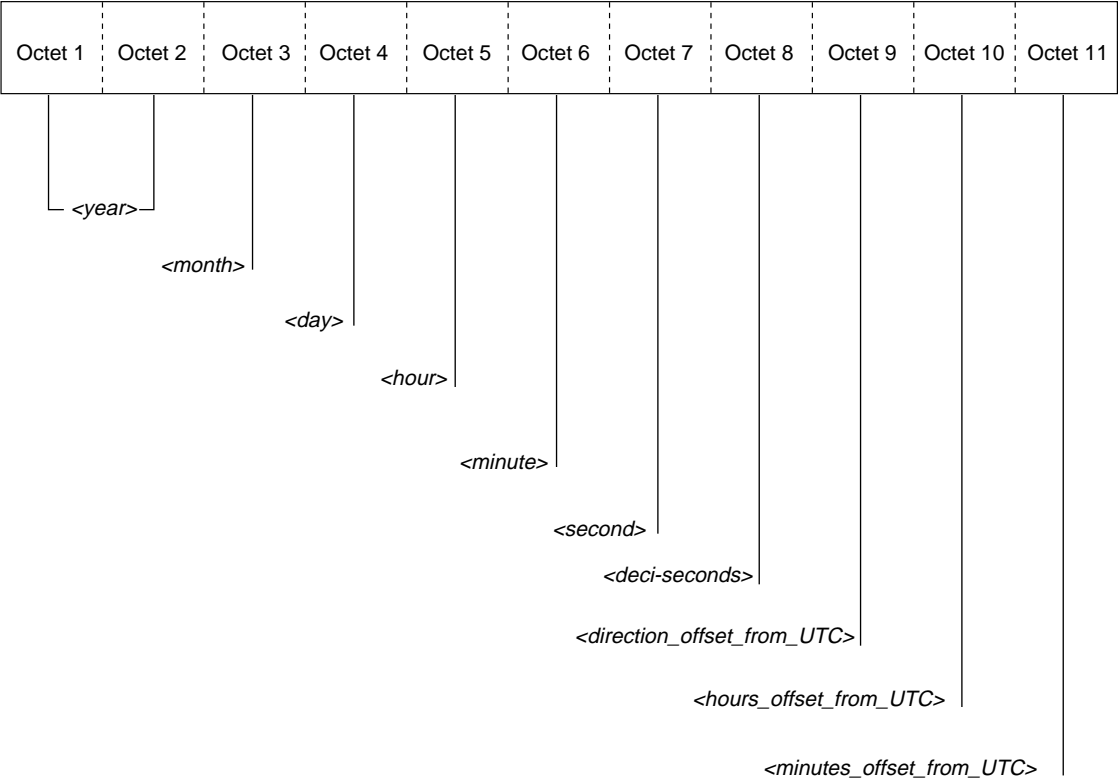 Octet 1 Octet 2 Octet 3 Octet 4 Octet 5 Octet 6 Octet 7 Octet 8 Octet 9 Octet 10 Octet 11
<year>
<month>
<day>
<hour>
<minute>
<second>
<deci-seconds>
<direction_offset_from_UTC>
<hours_offset_from_UTC>
<minutes_offset_from_UTC>